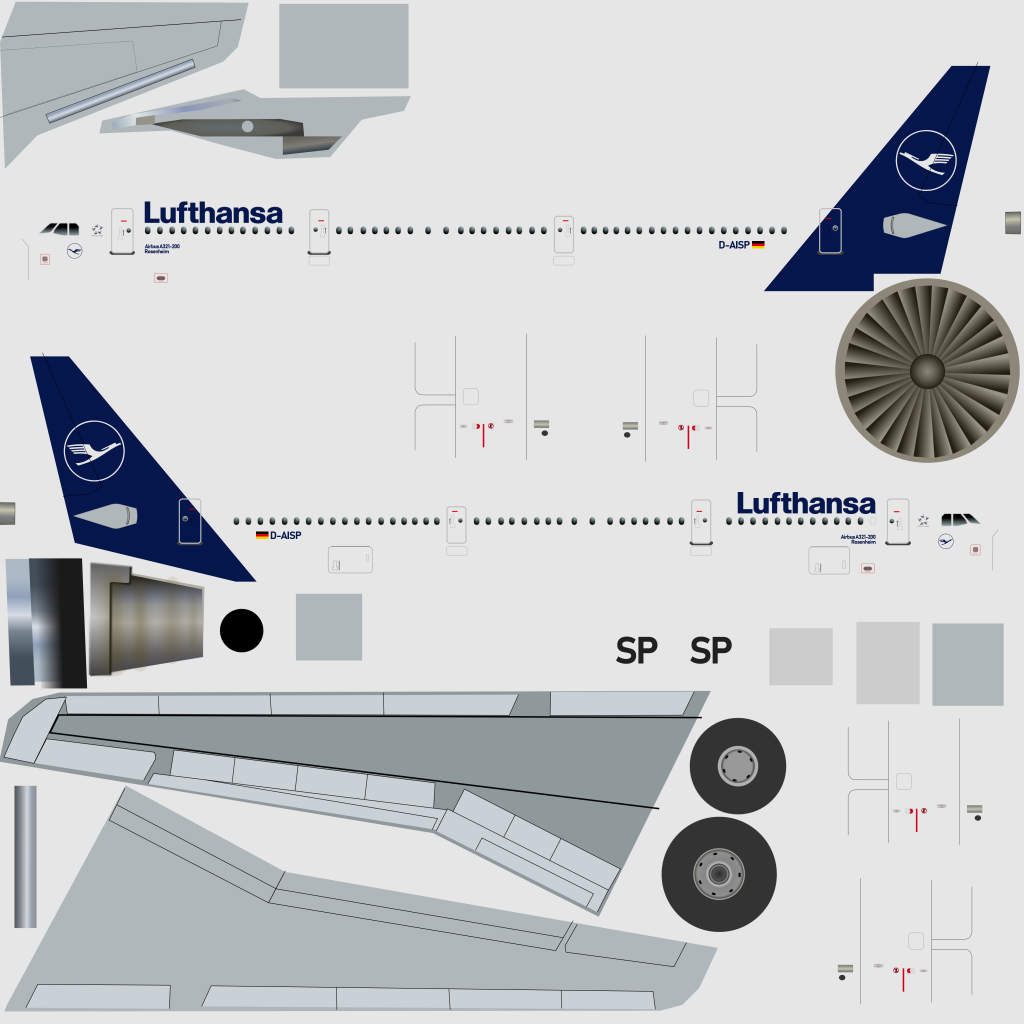 Lufthansa
Airbus A321-200
Rosenheim
D-AISP
Lufthansa
D-AISP
Airbus A321-200
Rosenheim
SP SP